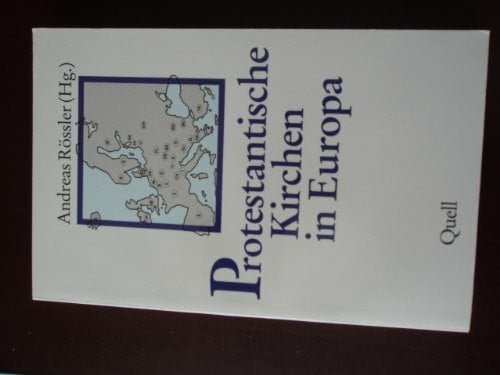 Andreas Rössler (Hg.)
Protestantische
Kirchen
in Europa
Quell